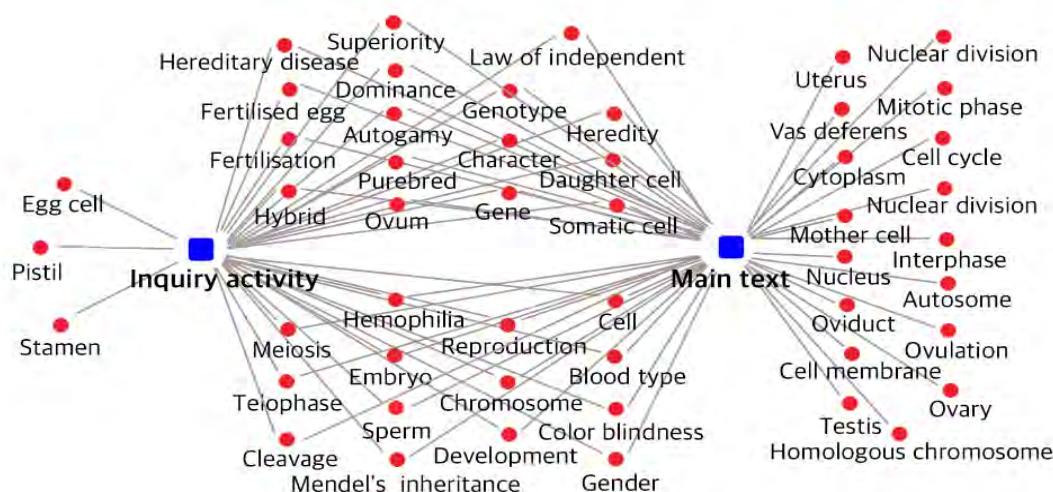 Superiority
Nuclear division
Hereditary disease
Law of independent
Uterus
Dominance
Fertilised egg
Genotype
Mitotic phase
Autogamy
Heredity
Vas deferens
Fertilisation
Character
Cell cycle
Purebred
Daughter cell
Cytoplasm
Egg cell
Hybrid
Ovum
Gene
Somatic cell
Nuclear division
Mother cell
Interphase
Pistil
Inquiry activity
Main text
Nucleus
Autosome
Hemophilia
Cell
Oviduct
Stamen
Meiosis
Reproduction
Ovulation
Cell membrane
Embryo
Blood type
Telophase
Chromosome
Ovary
Sperm
Color blindness
Testis
Cleavage
Development
Homologous chromosome
Mendel's inheritance
Gender